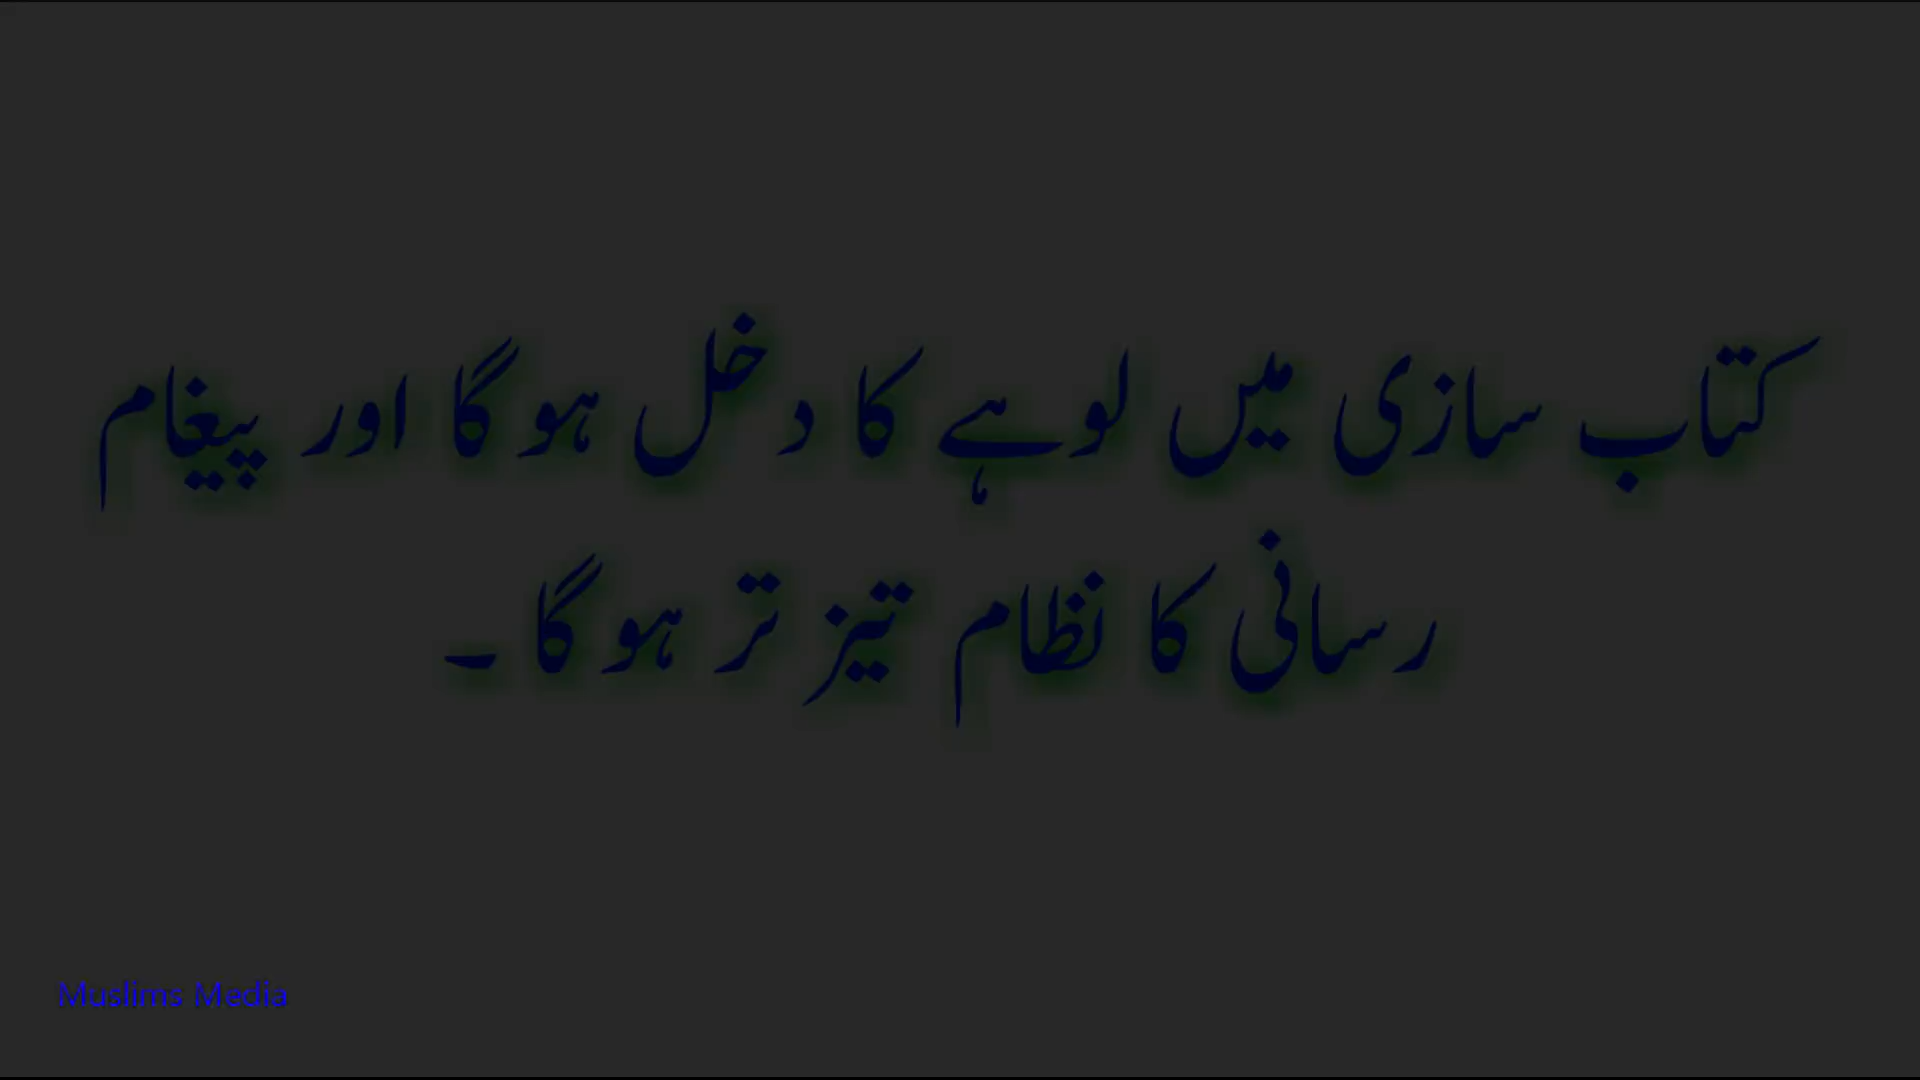 کتاب سازی میں لوہے کا دخل ہو گا اور پیغام
رسانی کا نظام تیز تر ہو گا ۔
Muslims Media